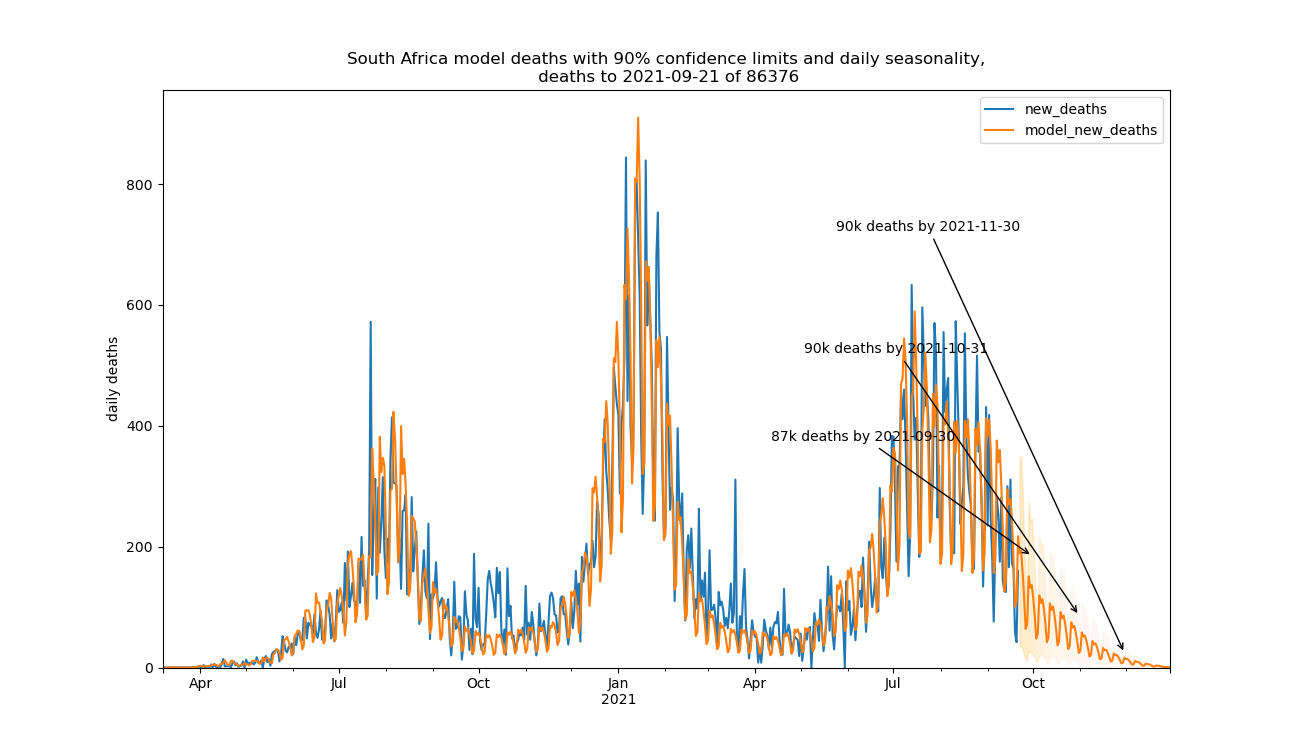 South Africa model deaths with 90% confidence limits and daily seasonality,
deaths to 2021-09-21 of 86376
new_deaths
model_new_deaths
800
600
400
200
0
daily deaths
90k deaths by 2021-11-30
90k deaths by 2021-10-31
87k deaths by 2021-09-30
Apr
Jul
Oct
Jan
2021
Apr
Jul
Oct